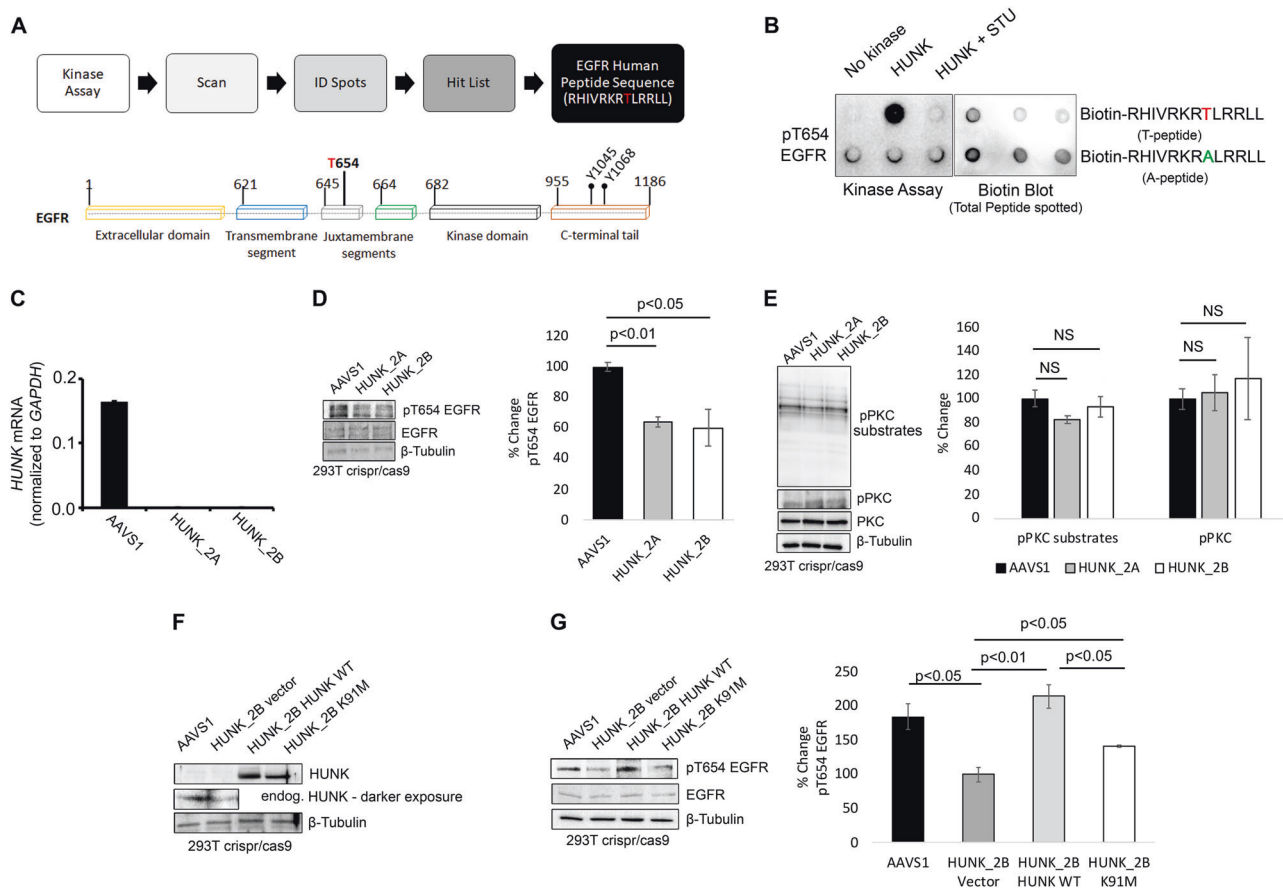 A
Kinase
Assay
Scan
ID Spots
Hit List
EGFR Human
Peptide Sequence
(RHIVRKRTLRRLL)
T654
Y1045
Y1068
1
621
645
664
682
955
1186
EGFR
Extracellular domain
Transmembrane
segment
Juxtamembrane
segments
Kinase domain
C-terminal tail
B
No kinase
HUNK
HUNK + STU
pT654
EGFR
Biotin-RHIVRKRTLRRLL
(T-peptide)
Biotin-RHIVRKRALRRLL
(A-peptide)
Kinase Assay
Biotin Blot
(Total Peptide spotted)
C
HUNK mRNA
(normalized to GAPDH)
0.2
0.1
0.0
AAVS1
HUNK_2A
HUNK_2B
D
AAVS1
HUNK_2A
HUNK_2B
pT654 EGFR
EGFR
β-Tubulin
293T crispr/cas9
% Change
pT654 EGFR
120
100
80
60
40
20
0
p<0.05
p<0.01
AAVS1
HUNK_2A
HUNK_2B
E
AAVS1
HUNK_2A
HUNK_2B
pPKC
substrates
pPKC
PKC
β-Tubulin
293T crispr/cas9
% Change
160
140
120
100
80
60
40
20
0
NS
NS
NS
NS
pPKC substrates
pPKC
AAVS1
HUNK_2A
HUNK_2B
F
AAVS1
HUNK_2B vector
HUNK_2B HUNK WT
HUNK_2B K91M
HUNK
endog. HUNK - darker exposure
β-Tubulin
293T crispr/cas9
G
AAVS1
HUNK_2B vector
HUNK_2B HUNK WT
HUNK_2B K91M
pT654 EGFR
EGFR
β-Tubulin
293T crispr/cas9
% Change
pT654 EGFR
250
200
150
100
50
0
p<0.05
p<0.05
p<0.01
p<0.05
AAVS1
HUNK_2B
Vector
HUNK_2B
HUNK WT
HUNK_2B
K91M